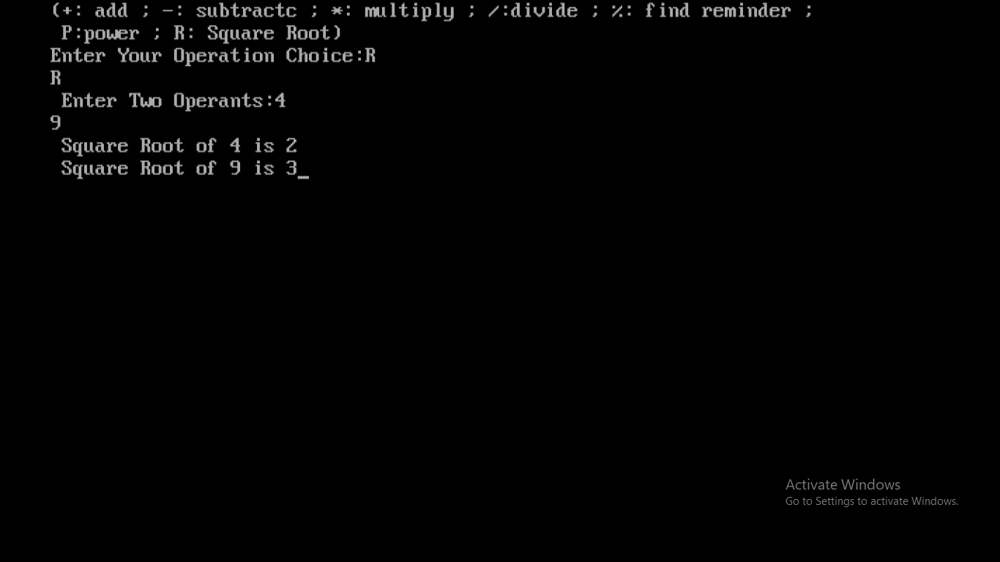 (+: add ; -: subtractc ; *: multiply ; /:divide ; %: find reminder ;
P:power ; R: Square Root)
Enter Your Operation Choice:R
R
Enter Two Operants:4
9
Square Root of 4 is 2
Square Root of 9 is 3_
Activate Windows
Go to Settings to activate Windows.